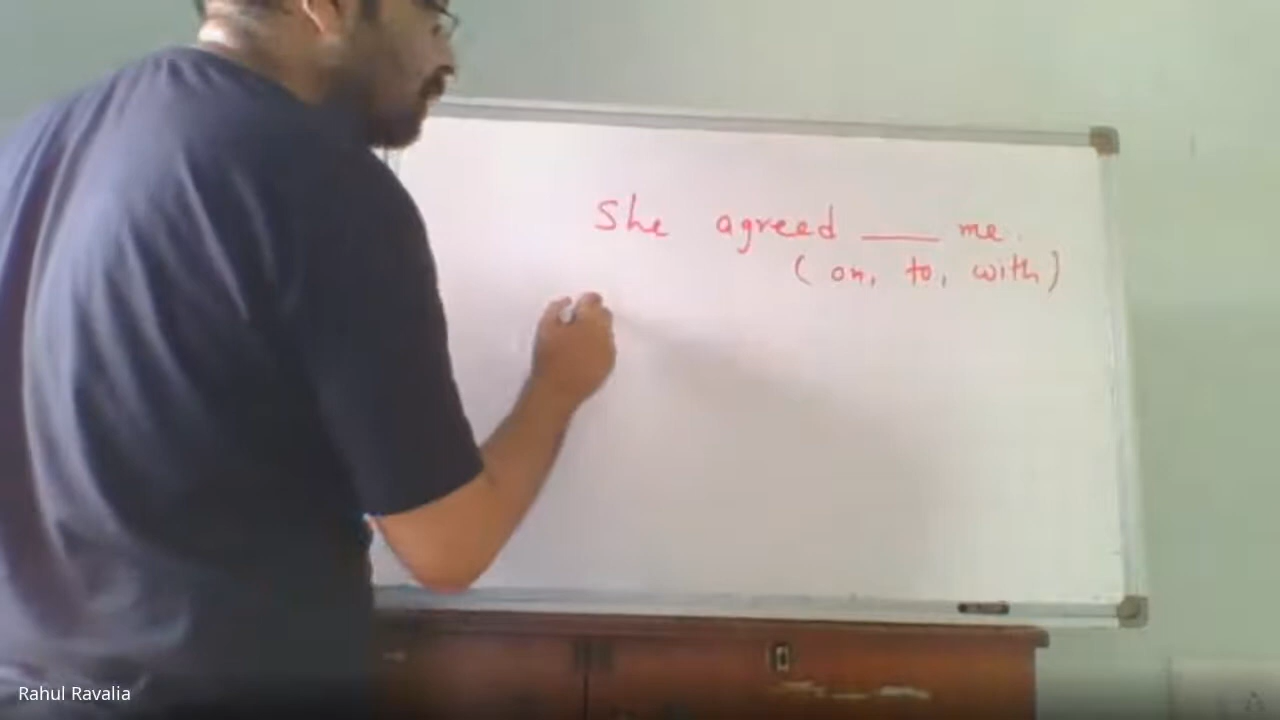 She agreed ___ me.
(on, to, with)
Rahul Ravalia